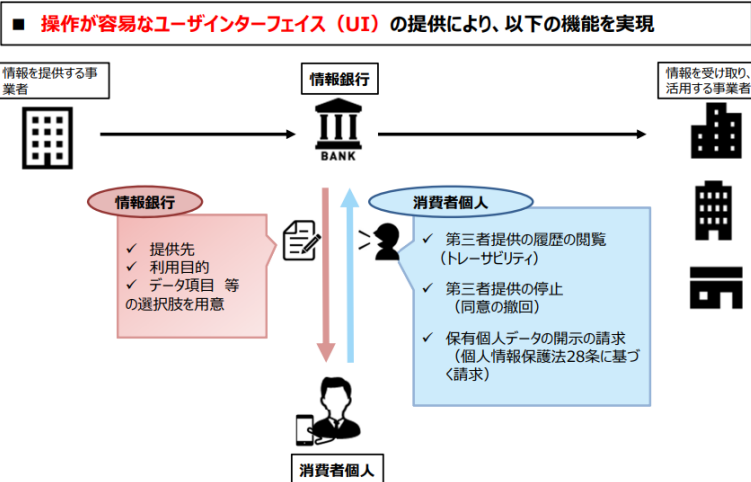 ■ 操作が容易なユーザインターフェイス（UI）の提供により、以下の機能を実現
情報を提供する事
業者
情報銀行
情報を受け取り、
活用する事業者
BANK
情報銀行
✓ 提供先
✓ 利用目的
✓ データ項目 等
の選択肢を用意
消費者個人
✓ 第三者提供の履歴の閲覧
（トレーサビリティ）
✓ 第三者提供の停止
（同意の撤回）
✓ 保有個人データの開示の請求
（個人情報保護法28条に基づ
く請求）
消費者個人